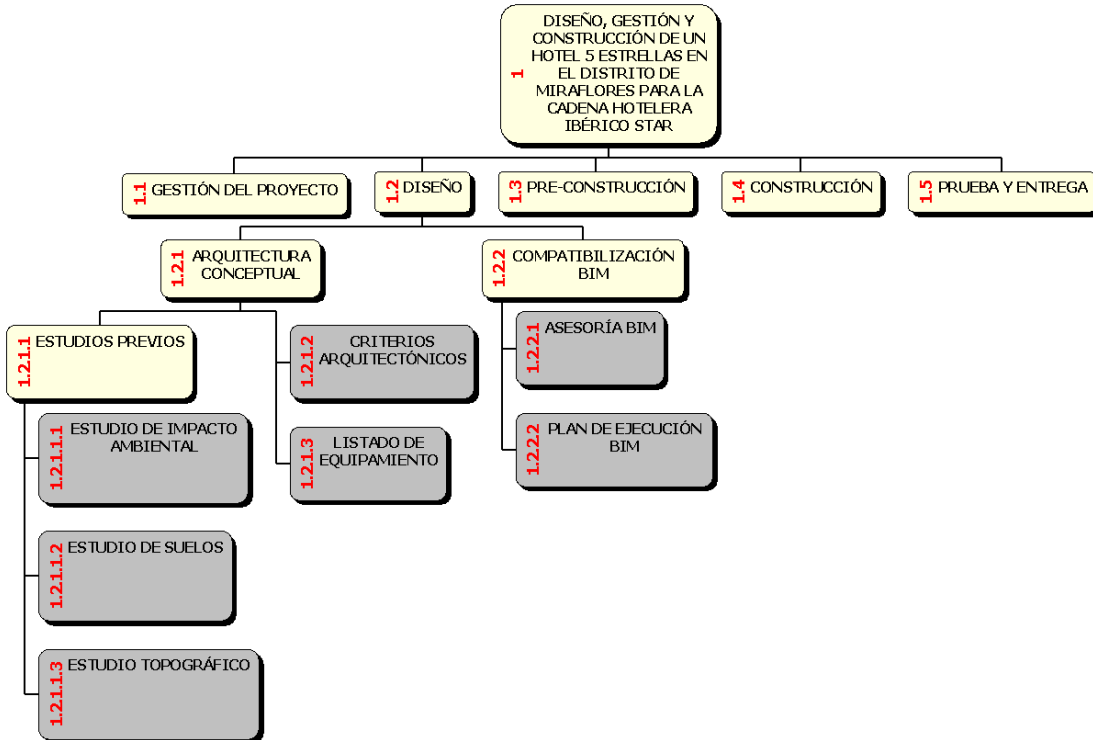 1
DISEÑO, GESTIÓN Y
CONSTRUCCIÓN DE UN
HOTEL 5 ESTRELLAS EN
EL DISTRITO DE
MIRAFLORES PARA LA
CADENA HOTELERA
IBÉRICO STAR
1.1 GESTIÓN DEL PROYECTO
1.2 DISEÑO
1.3 PRE-CONSTRUCCIÓN
1.4 CONSTRUCCIÓN
1.5 PRUEBA Y ENTREGA
1.2.1 ARQUITECTURA
CONCEPTUAL
1.2.2 COMPATIBILIZACIÓN
BIM
1.2.1.1 ESTUDIOS PREVIOS
1.2.1.2 CRITERIOS
ARQUITECTÓNICOS
1.2.2.1 ASESORÍA BIM
1.2.1.1.1 ESTUDIO DE IMPACTO
AMBIENTAL
1.2.1.3 LISTADO DE
EQUIPAMIENTO
1.2.2.2 PLAN DE EJECUCIÓN
BIM
1.2.1.1.2 ESTUDIO DE SUELOS
1.2.1.1.3 ESTUDIO TOPOGRÁFICO